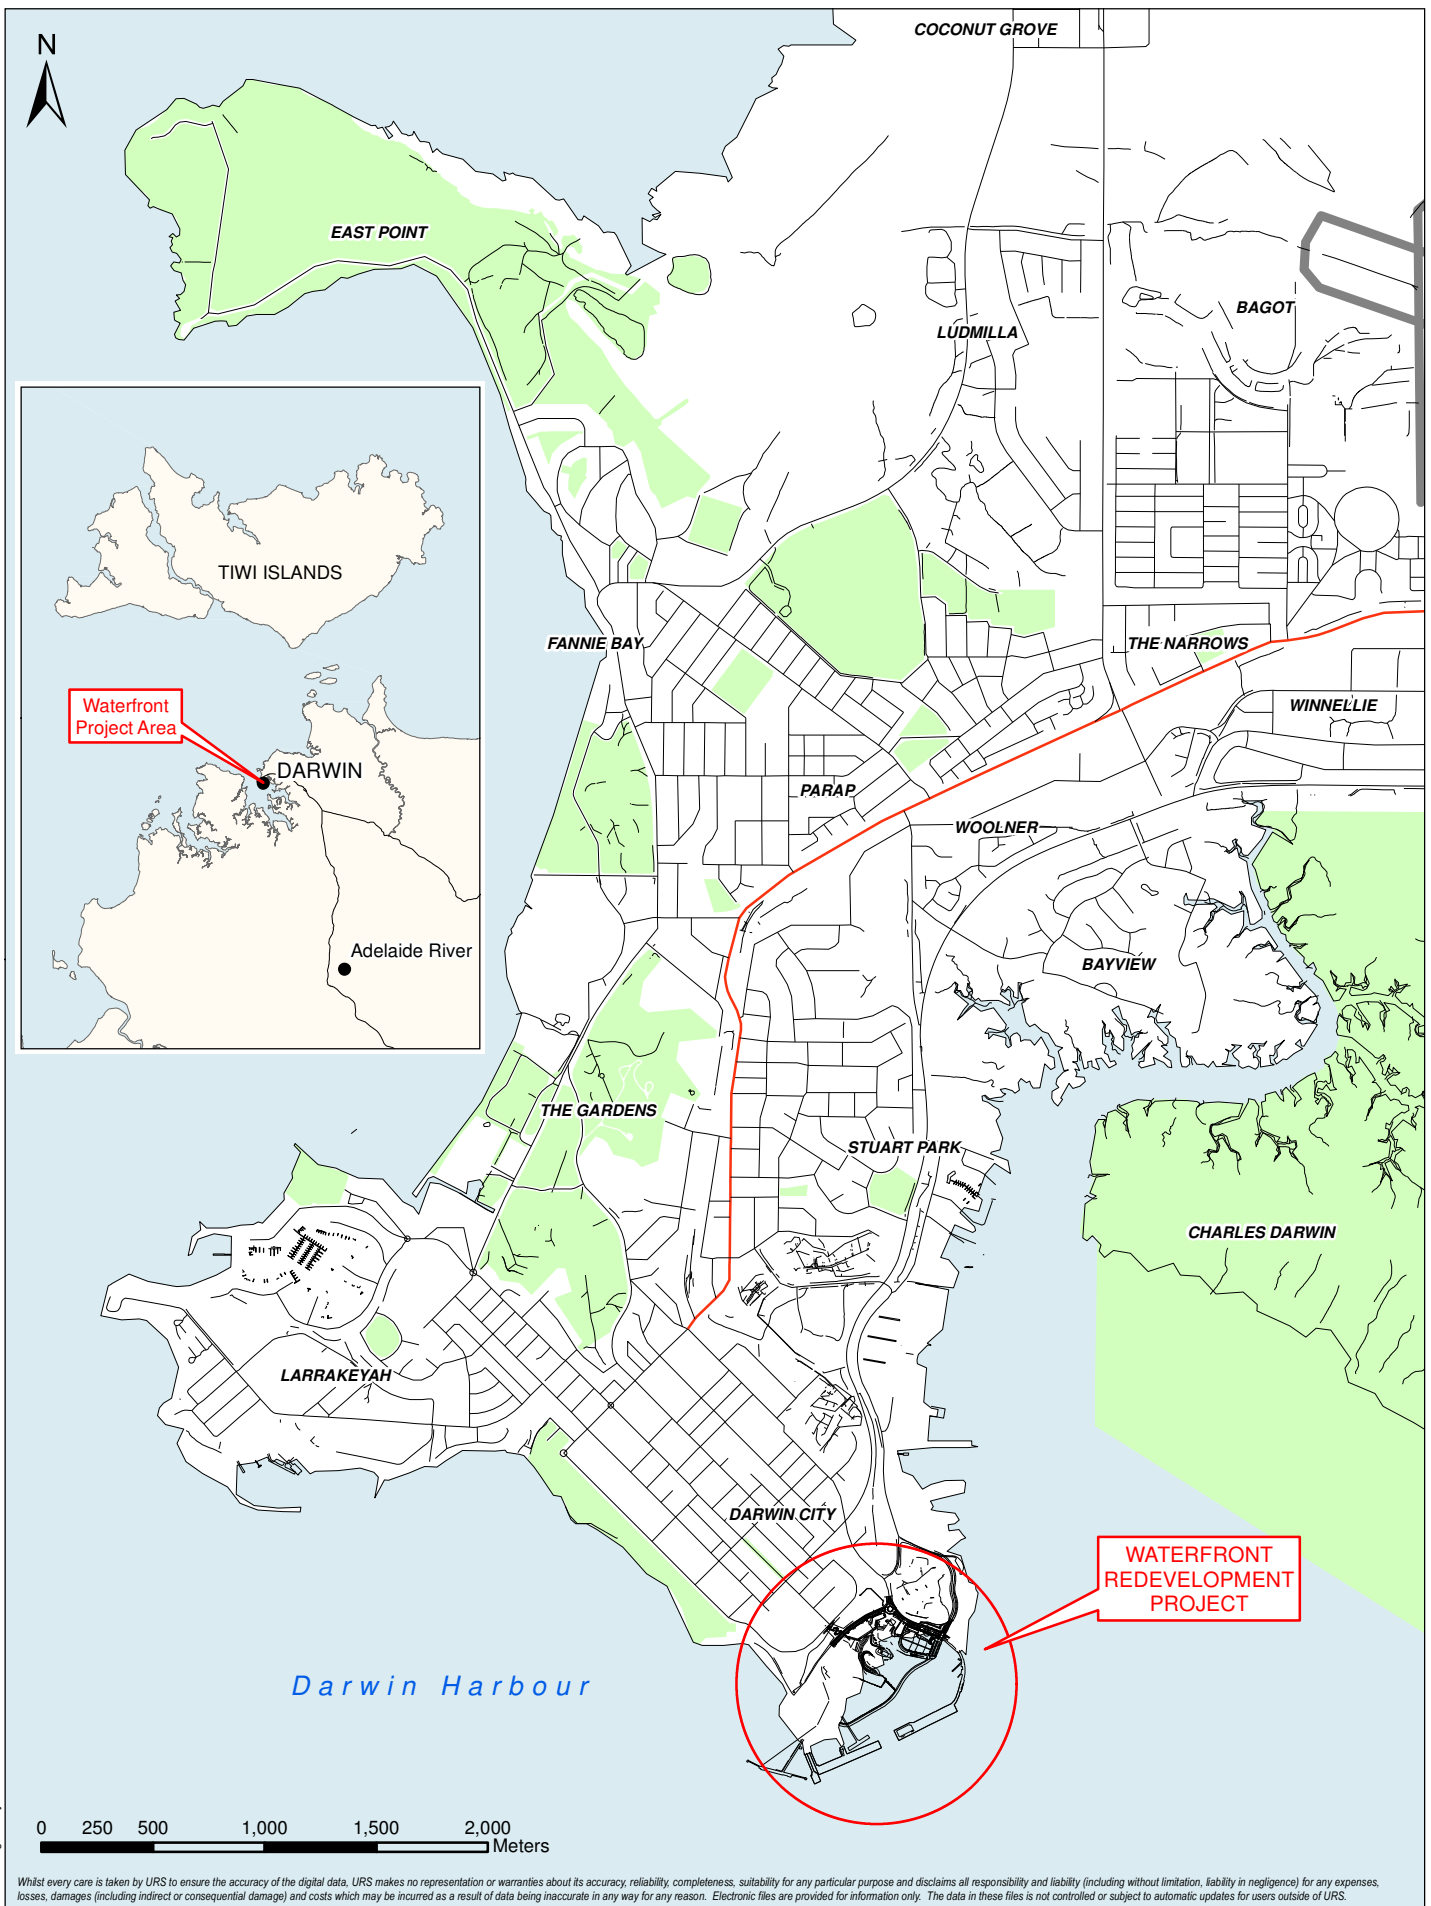 N
COCONUT GROVE
EAST POINT
BAGOT
LUDMILLA
TIWI ISLANDS
FANNIE BAY
THE NARROWS
Waterfront
Project Area
WINNELLIE
DARWIN
PARAP
WOOLNER
Adelaide River
BAYVIEW
THE GARDENS
STUART PARK
CHARLES DARWIN
LARRAKEYAH
DARWIN CITY
WATERFRONT
REDEVELOPMENT
PROJECT
Darwin Harbour
0 250 500 1,000 1,500 2,000
Meters
Whilst every care is taken by URS to ensure the accuracy of the digital data, URS makes no representation or warranties about its accuracy, reliability, completeness, suitability for any particular purpose and disclaims all responsibility and liability (including without limitation, liability in negligence) for any expenses,
losses, damages (including indirect or consequential damage) and costs which may be incurred as a result of data being inaccurate in any way for any reason. Electronic files are provided for information only. The data in these files is not controlled or subject to automatic updates for users outside of URS.